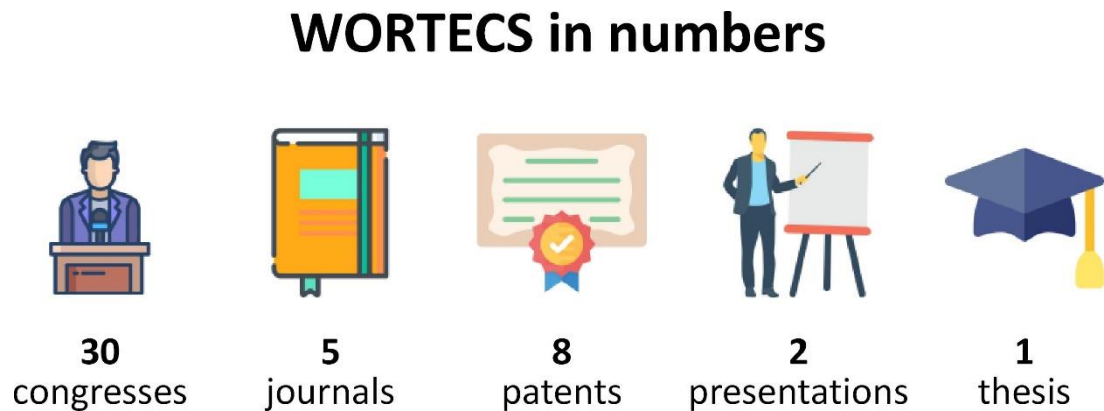 WORTECS in numbers
30
congresses
5
journals
8
patents
2
presentations
1
thesis